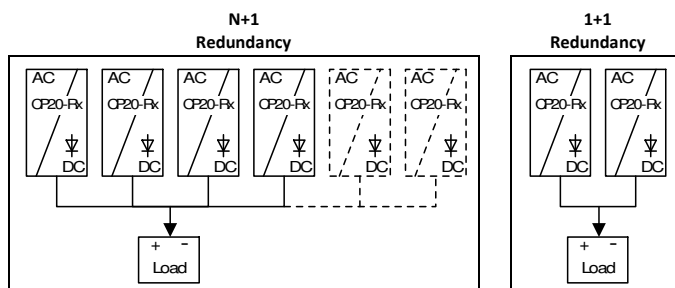 N+1
Redundancy
1+1
Redundancy
AC AC AC AC AC AC
CP20-Rx CP20-Rx CP20-Rx CP20-Rx CP20-Rx CP20-Rx
DC DC DC DC DC DC
+ -
Load
AC AC
CP20-Rx CP20-Rx
DC DC
+ -
Load